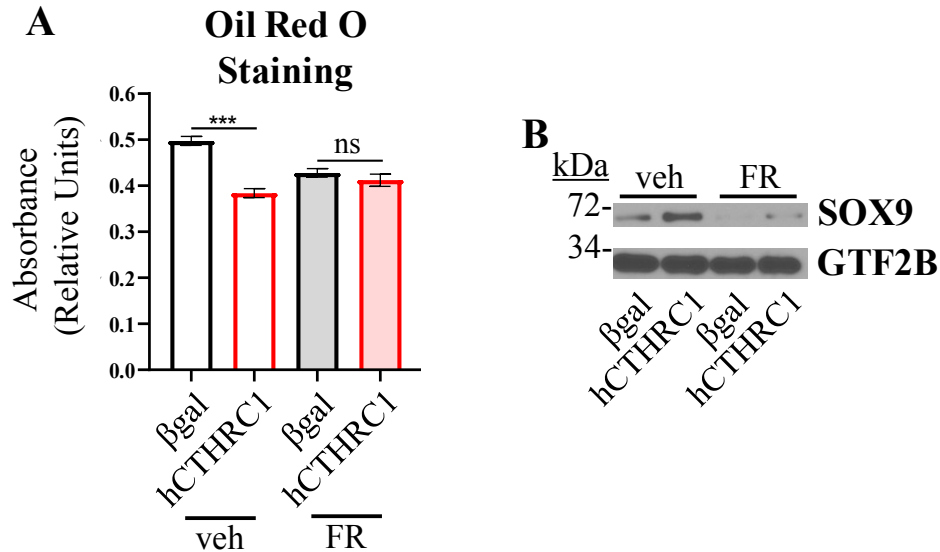 A
Oil Red O
Staining
Absorbance
(Relative Units)
0.6
0.5
0.4
0.3
0.2
0.1
0.0
***
ns
βgal
hCTHRC1
βgal
hCTHRC1
veh
FR
B
kDa
veh
FR
72-
SOX9
34-
GTF2B
βgal
hCTHRC1
βgal
hCTHRC1